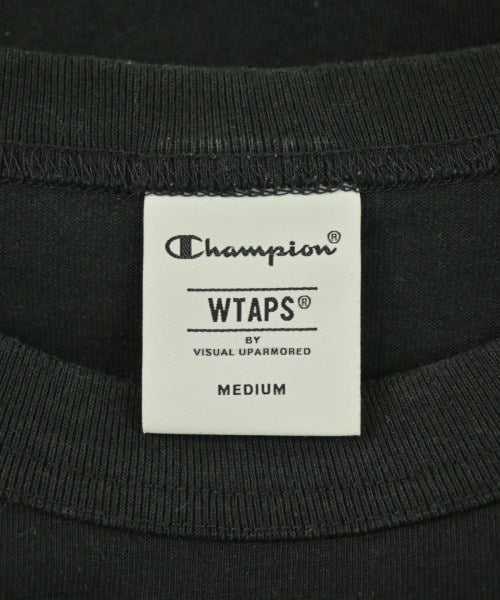 Champion®
WTAPS®
BY
VISUAL UPARMORED
MEDIUM